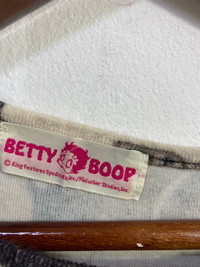 BETTY BOOP
© King Features Syndicate, Inc./Fleischer Studios, Inc.